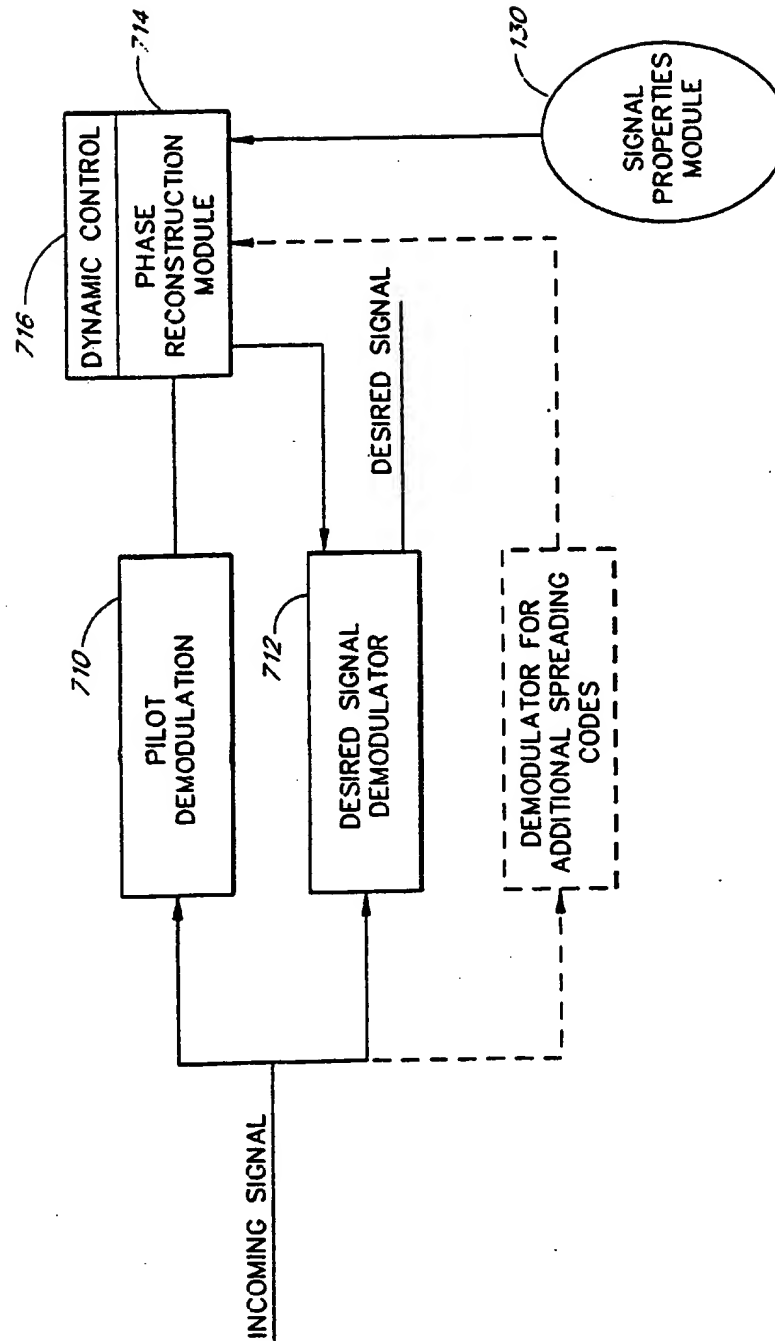 INCOMING SIGNAL
710
PILOT
DEMODULATION
712
DESIRED SIGNAL
DEMODULATOR
DEMODULATOR FOR
ADDITIONAL SPREADING
CODES
716
DYNAMIC CONTROL
714
PHASE
RECONSTRUCTION
MODULE
DESIRED SIGNAL
130
SIGNAL
PROPERTIES
MODULE